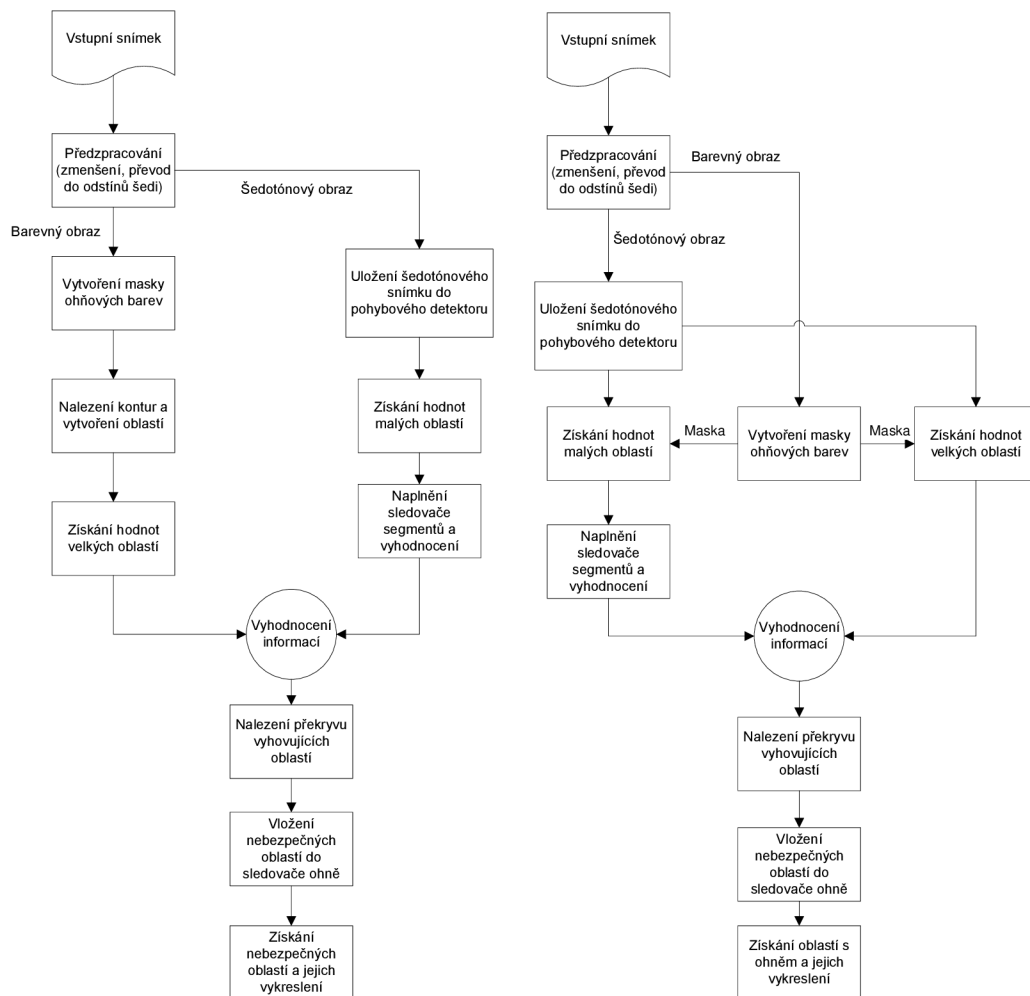 Vstupní snímek
Předzpracování
(zmenšení, převod
do odstínů šedi)
Šedotónový obraz
Barevný obraz
Vytvoření masky
ohňových barev
Uložení šedotónového
snímku do
pohybového detektoru
Nalezení kontur a
vytvoření oblastí
Získání hodnot
malých oblastí
Získání hodnot
velkých oblastí
Naplnění
sledovače
segmentů a
vyhodnocení
Vyhodnocení
informací
Nalezení překryvu
vyhovujících
oblastí
Vložení
nebezpečných
oblastí do
sledovače ohně
Získání
nebezpečných
oblastí a jejich
vykreslení
Vstupní snímek
Předzpracování
(zmenšení, převod
do odstínů šedi)
Barevný obraz
Šedotónový obraz
Uložení šedotónového
snímku do
pohybového detektoru
Získání hodnot
malých oblastí
Maska
Vytvoření masky
ohňových barev
Maska
Získání hodnot
velkých oblastí
Naplnění
sledovače
segmentů a
vyhodnocení
Vyhodnocení
informací
Nalezení překryvu
vyhovujících
oblastí
Vložení
nebezpečných
oblastí do
sledovače ohně
Získání oblastí s
ohněm a jejich
vykreslení